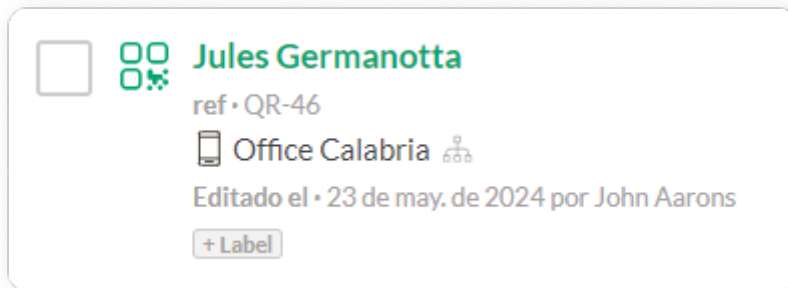 Jules Germanotta
ref • QR-46
Office Calabria
Editado el • 23 de may. de 2024 por John Aarons
+ Label